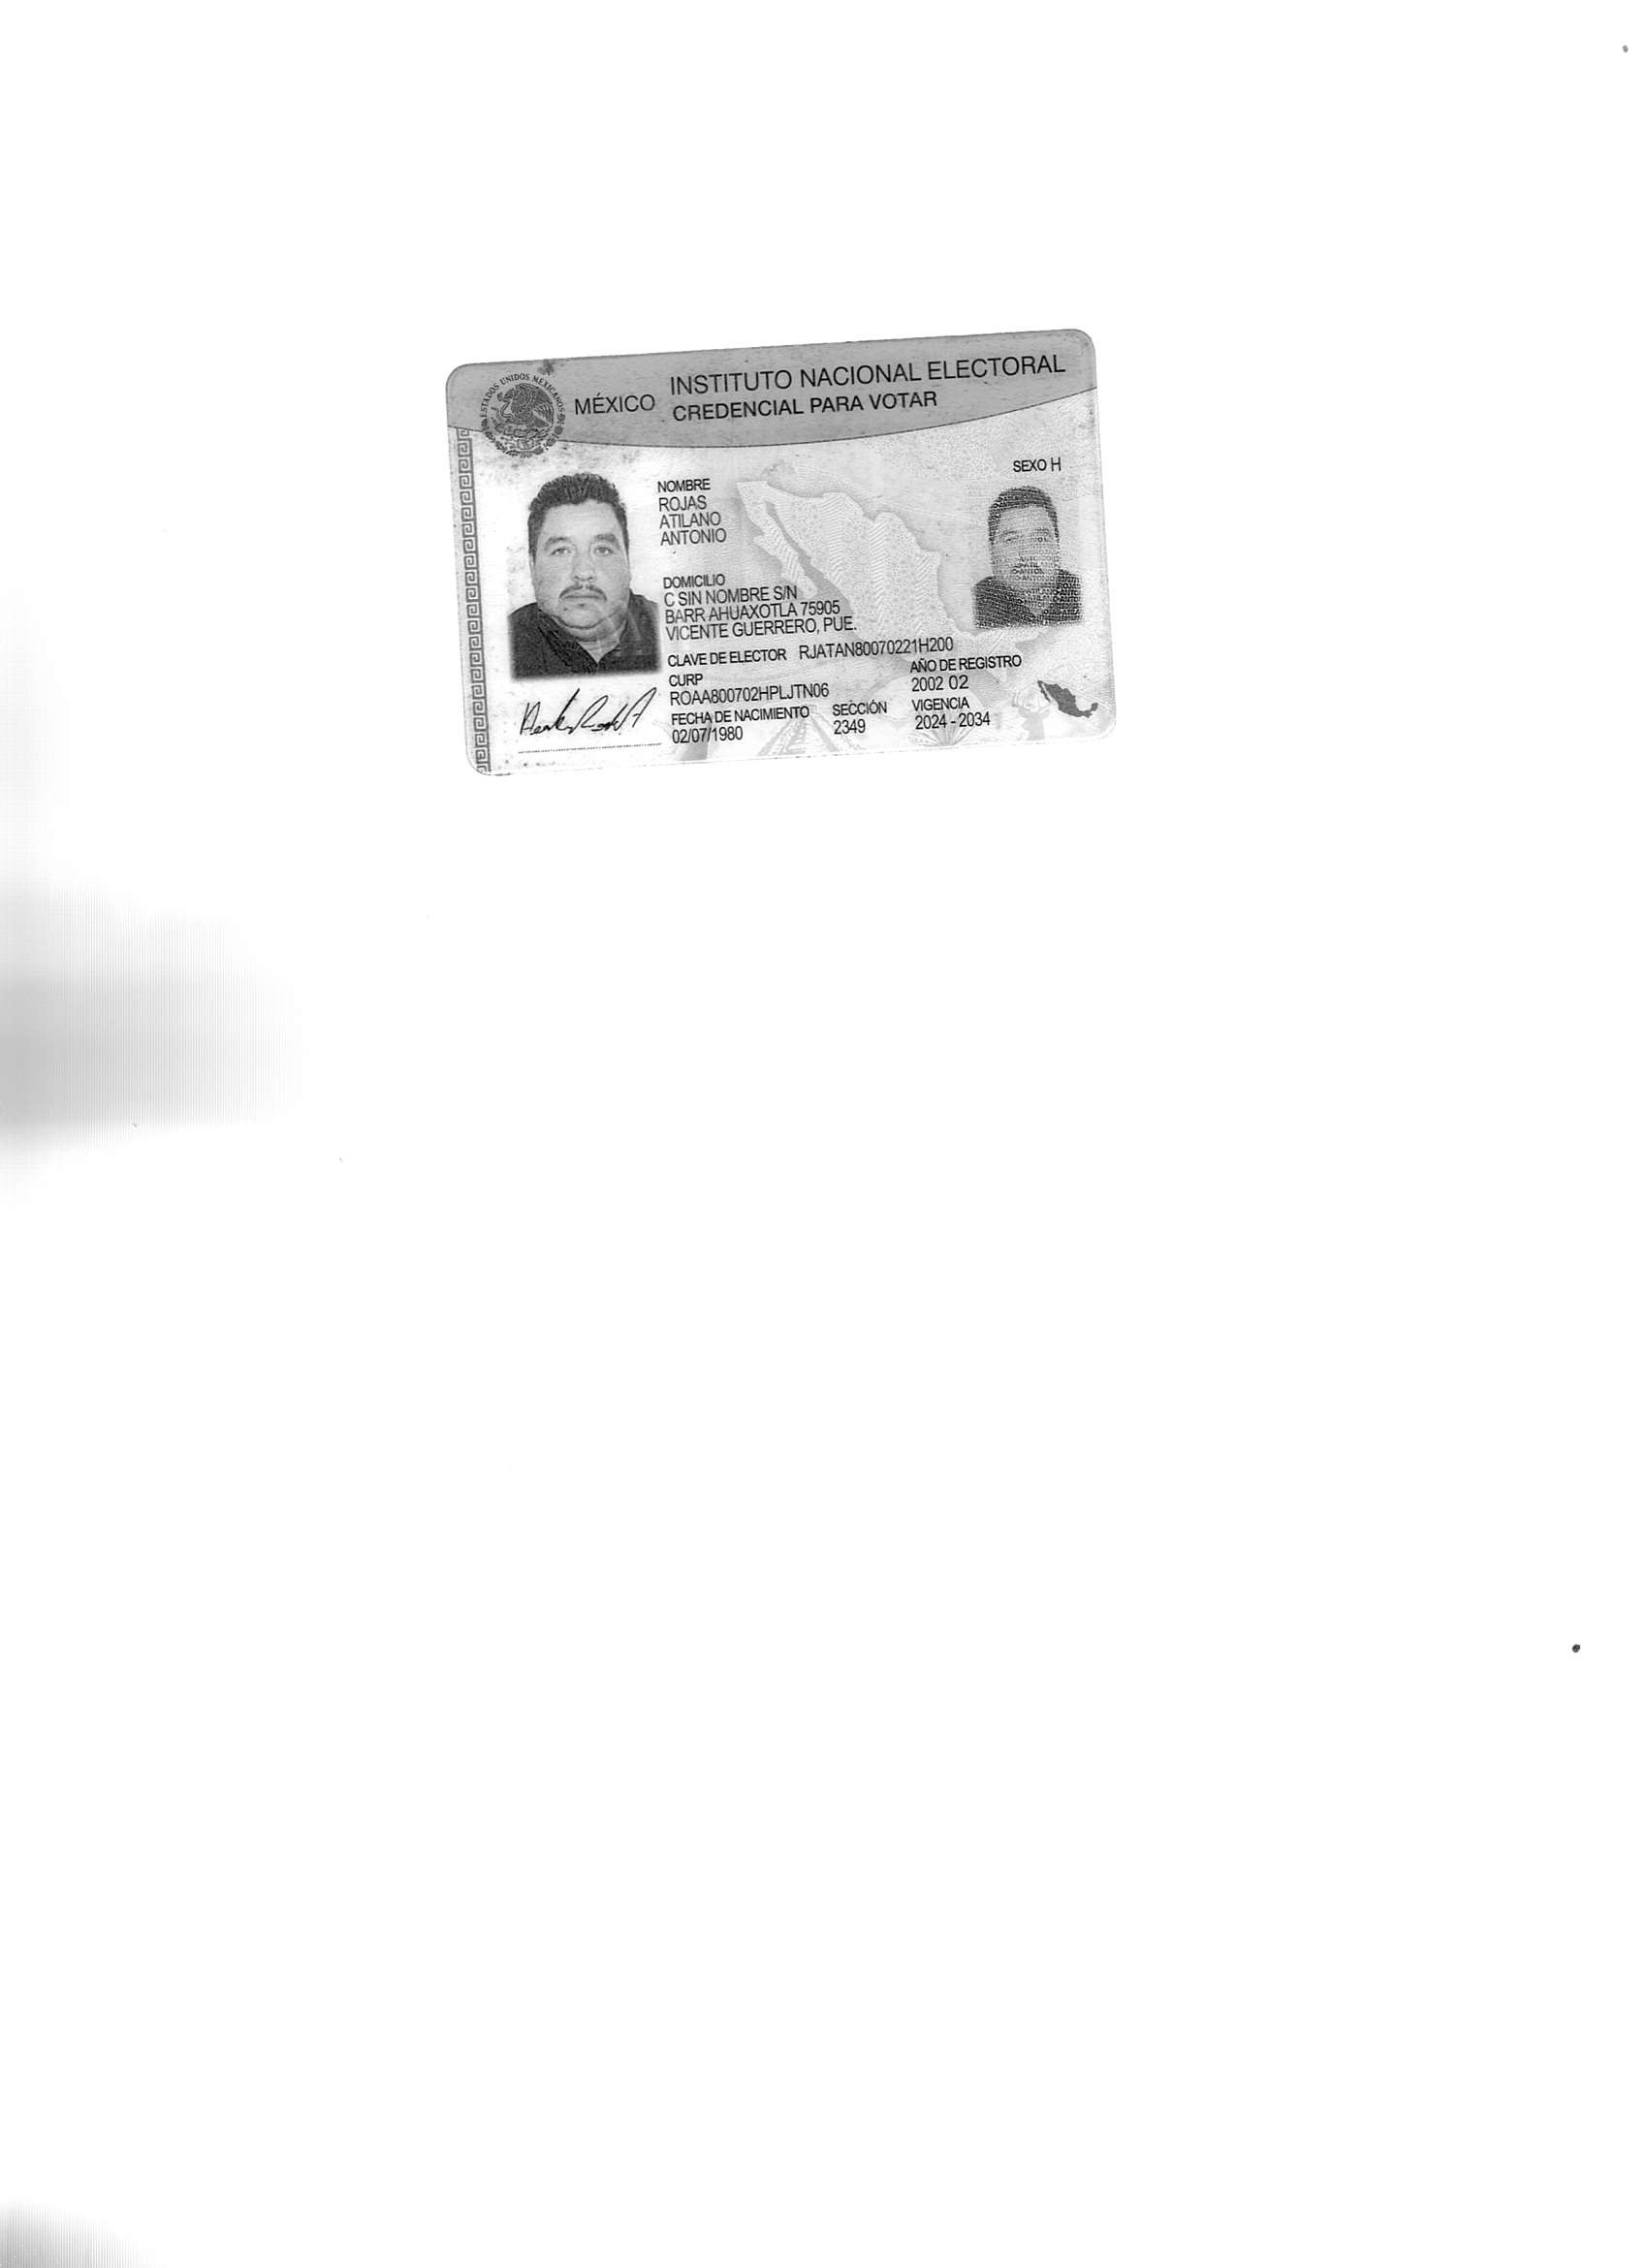 ESTADOS UNIDOS MEXICANOS
MÉXICO
INSTITUTO NACIONAL ELECTORAL
CREDENCIAL PARA VOTAR
SEXO H
NOMBRE
ROJAS
ATILANO
ANTONIO
DOMICILIO
C SIN NOMBRE S/N
BARR AHUAXOTLA 75905
VICENTE GUERRERO, PUE.
CLAVE DE ELECTOR RJATAN80070221H200
CURP
ROAA800702HPLJTN06
AÑO DE REGISTRO
2002 02
FECHA DE NACIMIENTO
02/07/1980
SECCIÓN
2349
VIGENCIA
2024 - 2034